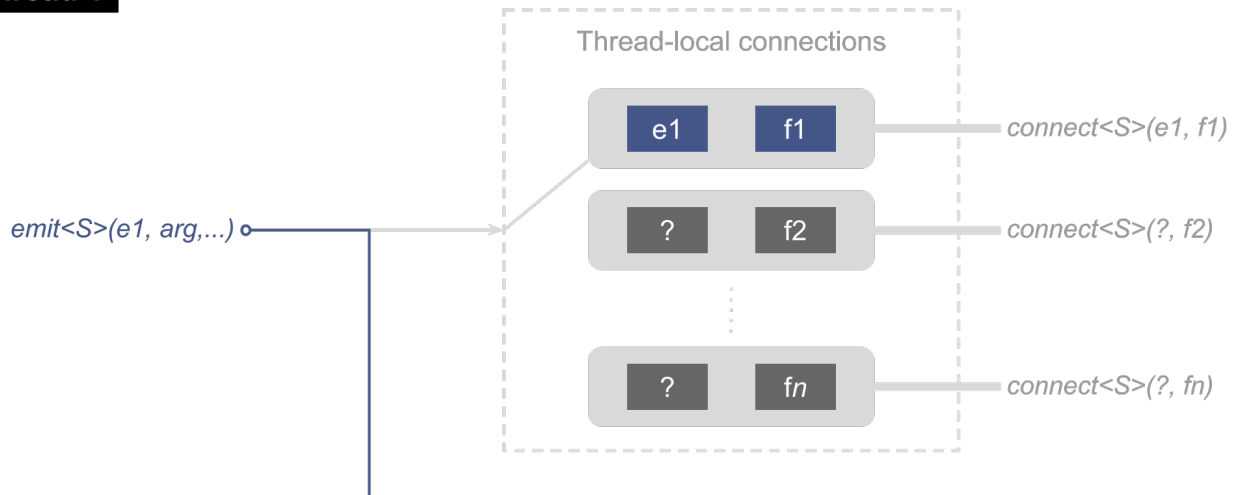 Thread-local connections
e1 f1 connect<S>(e1, f1)
emit<S>(e1, arg,...) ? f2 connect<S>(?, f2)
? fn connect<S>(?, fn)